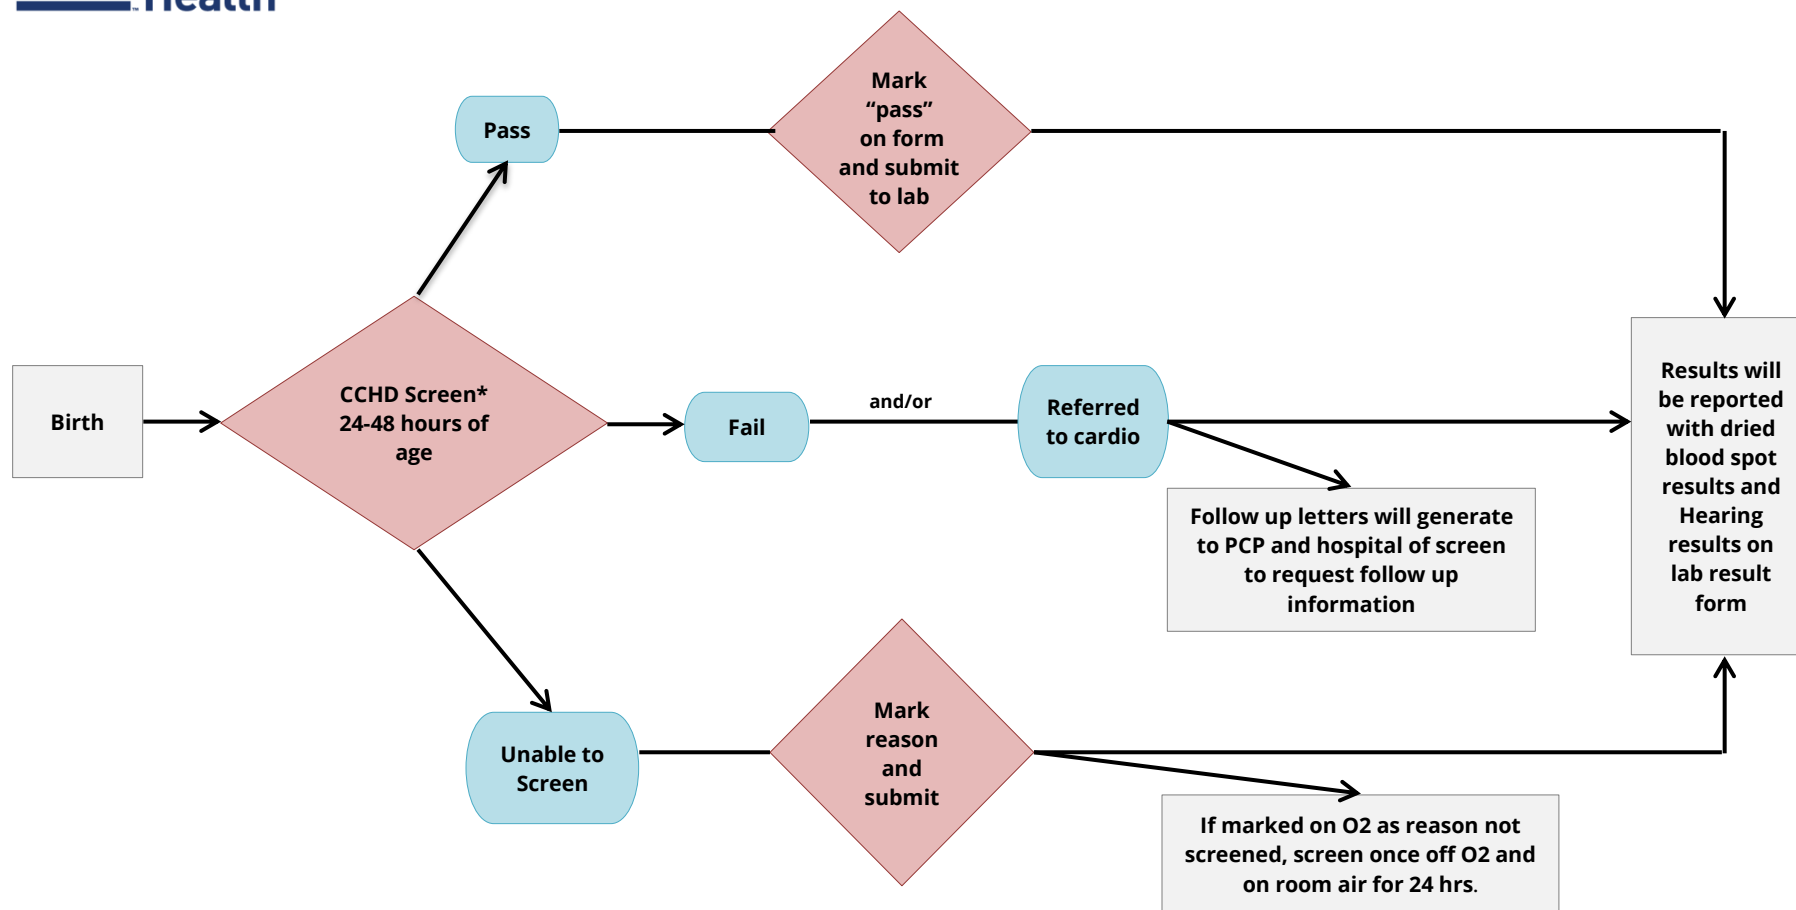 Health
Mark
“pass”
on form
and submit
to lab
Pass
Birth
CCHD Screen*
24-48 hours of
age
Fail
and/or
Referred
to cardio
Results will
be reported
with dried
blood spot
results and
Hearing
results on
lab result
form
Follow up letters will generate
to PCP and hospital of screen
to request follow up
information
Unable to
Screen
Mark
reason
and
submit
If marked on O2 as reason not
screened, screen once off O2 and
on room air for 24 hrs.